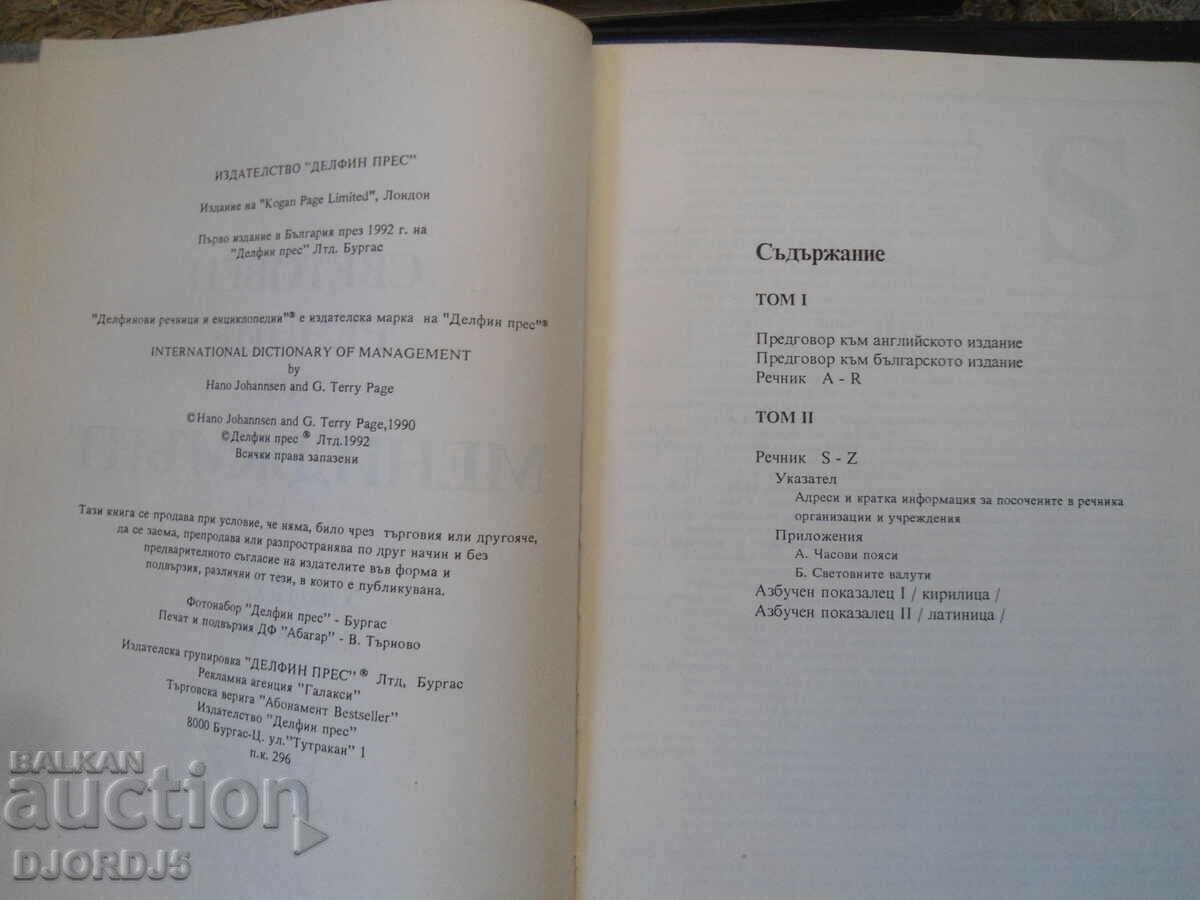 ИЗДАТЕЛСТВО "ДЕЛФИН ПРЕС"
Издание на "Kogan Page Limited", Лондон
Първо издание в България през 1992 г. на
"Делфин прес" Лтд. Бургас
"Делфинови речници и енциклопедии"® е издателска марка на "Делфин прес"®
INTERNATIONAL DICTIONARY OF MANAGEMENT
by
Hano Johannsen and G. Terry Page
©Hano Johannsen and G. Terry Page,1990
©Делфин прес ® Лтд.1992
Всички права запазени
Тази книга се продава при условие, че няма, било чрез търговия или другояче,
да се заема, препродава или разпространява по друг начин и без
предварителното съгласие на издателите във форма и
подвързия, различни от тези, в които е публикувана.
Фотонабор "Делфин прес" - Бургас
Печат и подвързия ДФ "Абагар" - В. Търново
Издателска групировка "ДЕЛФИН ПРЕС" ® Лтд, Бургас
Рекламна агенция "Галакси"
Търговска верига "Абонамент Bestseller"
Издателство "Делфин прес"
8000 Бургас-Ц. ул."Тутракан" 1
п.к. 296
S
Съдържание
ТОМ I
Предговор към английското издание
Предговор към българското издание
Речник A - R
ТОМ II
Речник S - Z
Указател
Адреси и кратка информация за посочените в речника
организации и учреждения
Приложения
А. Часови пояси
Б. Световните валути
Азбучен показалец I / кирилица /
Азбучен показалец II / латиница /
BALKAN
auction
DJORDJ5